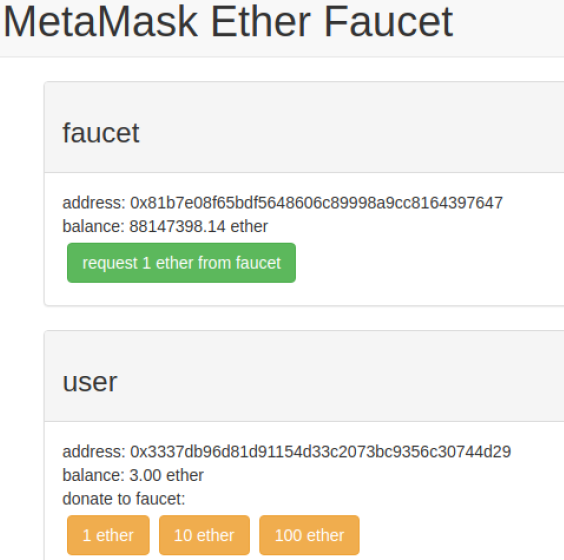 MetaMask Ether Faucet
faucet
address: 0x81b7e08f65bdf5648606c89998a9cc8164397647
balance: 88147398.14 ether
request 1 ether from faucet
user
address: 0x3337db96d81d91154d33c2073bc9356c30744d29
balance: 3.00 ether
donate to faucet:
1 ether 10 ether 100 ether